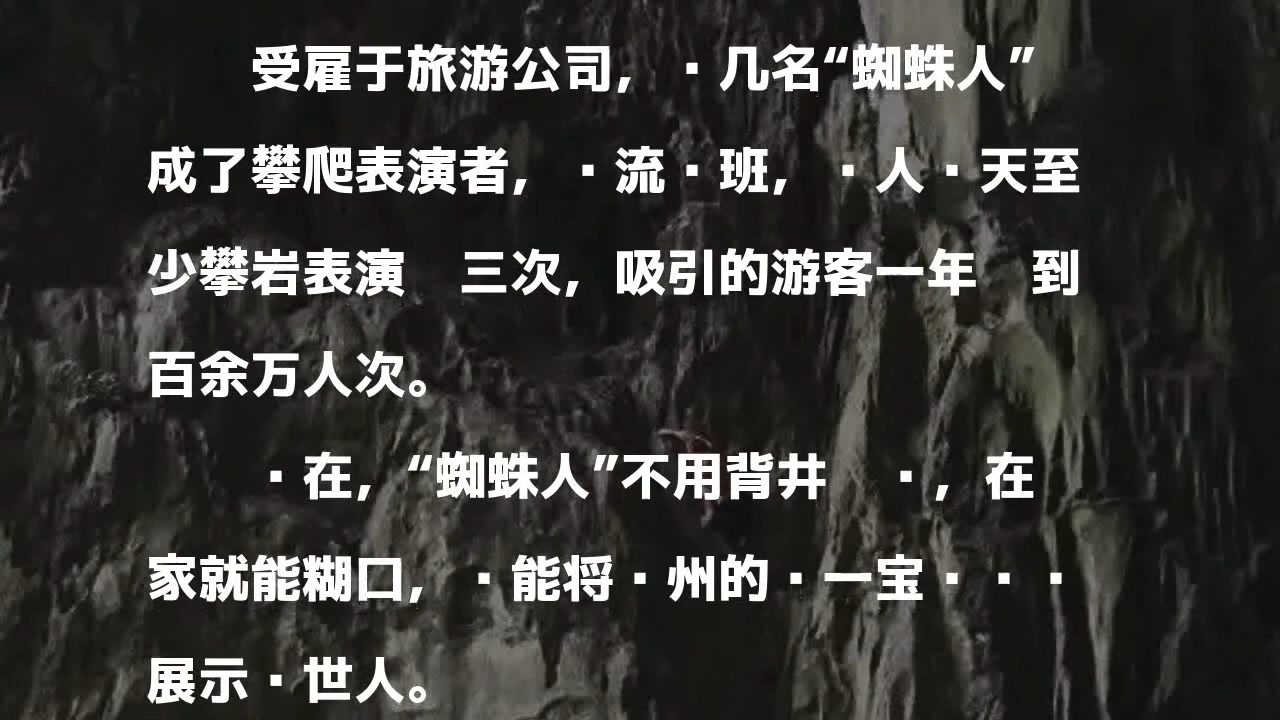 受雇于旅游公司，·几名“蜘蛛人”
成了攀爬表演者，·流·班，·人·天至
少攀岩表演　三次，吸引的游客一年　到
百余万人次。
·在，“蜘蛛人”不用背井　·，在
家就能糊口，·能将·州的·一宝···
展示·世人。